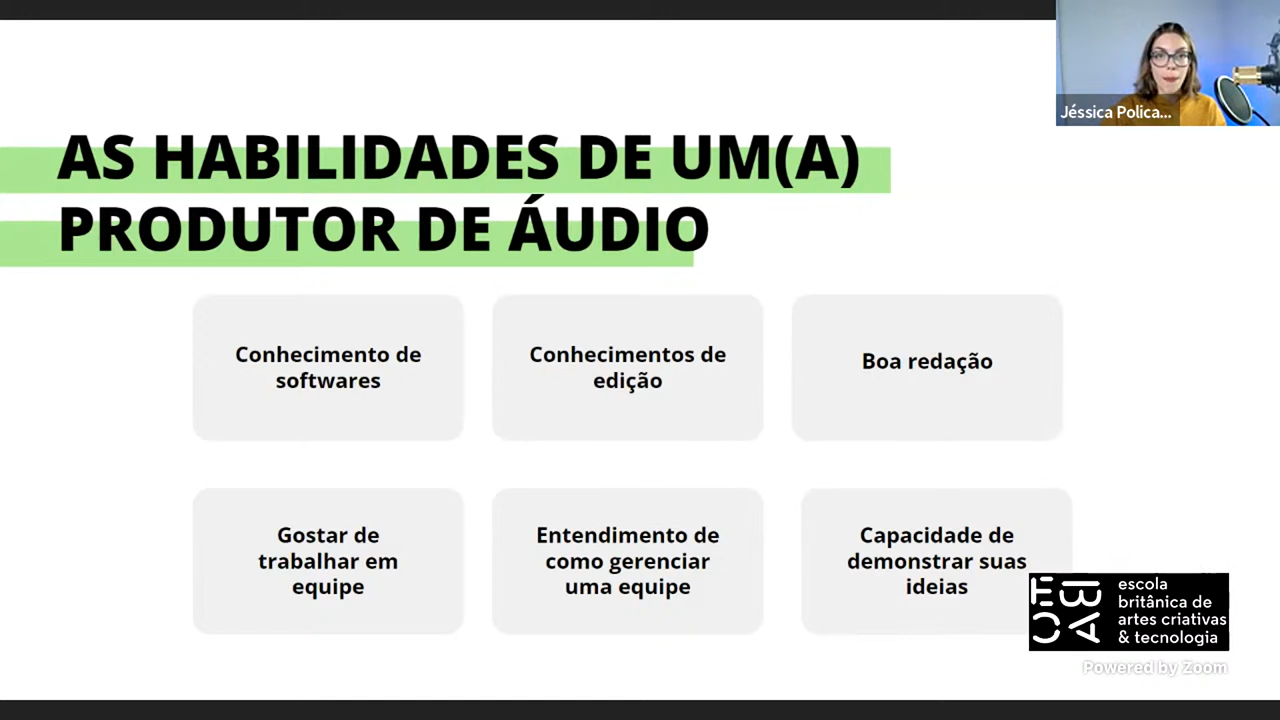 Jéssica Polica...
AS HABILIDADES DE UM(A)
PRODUTOR DE ÁUDIO
Conhecimento de
softwares
Conhecimentos de
edição
Boa redação
Gostar de
trabalhar em
equipe
Entendimento de
como gerenciar
uma equipe
Capacidade de
demonstrar suas
ideias
escola
britânica de
artes criativas
& tecnologia
Powered by Zoom